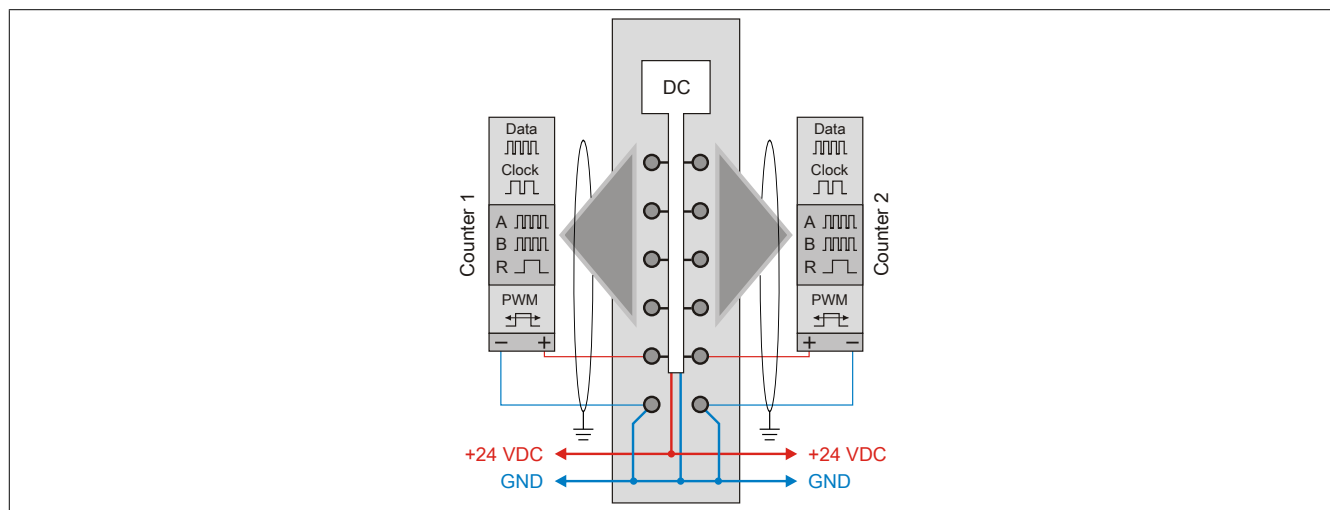 DC
Counter 1
Data
Clock
A
B
R
PWM
− +
Data
Clock
A
B
R
PWM
+ −
Counter 2
+24 VDC
+24 VDC
GND
GND